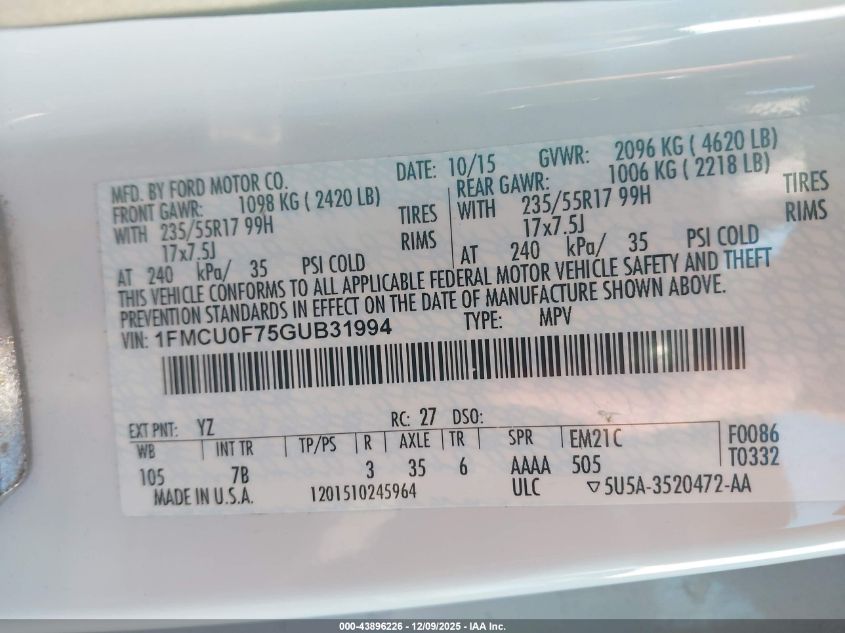 MFD. BY FORD MOTOR CO. DATE: 10/15 GVWR: 2096 KG ( 4620 LB)
FRONT GAWR: 1098 KG ( 2420 LB) REAR GAWR: 1006 KG ( 2218 LB)
WITH 235/55R17 99H TIRES WITH 235/55R17 99H TIRES
17x7.5J RIMS 17x7.5J RIMS
AT 240 kPa/ 35 PSI COLD AT 240 kPa/ 35 PSI COLD
THIS VEHICLE CONFORMS TO ALL APPLICABLE FEDERAL MOTOR VEHICLE SAFETY AND THEFT
PREVENTION STANDARDS IN EFFECT ON THE DATE OF MANUFACTURE SHOWN ABOVE.
VIN: 1FMCU0F75GUB31994 TYPE: MPV
EXT PNT: YZ RC: 27 DSO:
WB INT TR TP/PS R AXLE TR SPR EM21C F0086
105 7B 3 35 6 AAAA 505 T0332
MADE IN U.S.A. 1201510245964 ULC ▽5U5A-3520472-AA
000-43896226 - 12/09/2025 - IAA Inc.